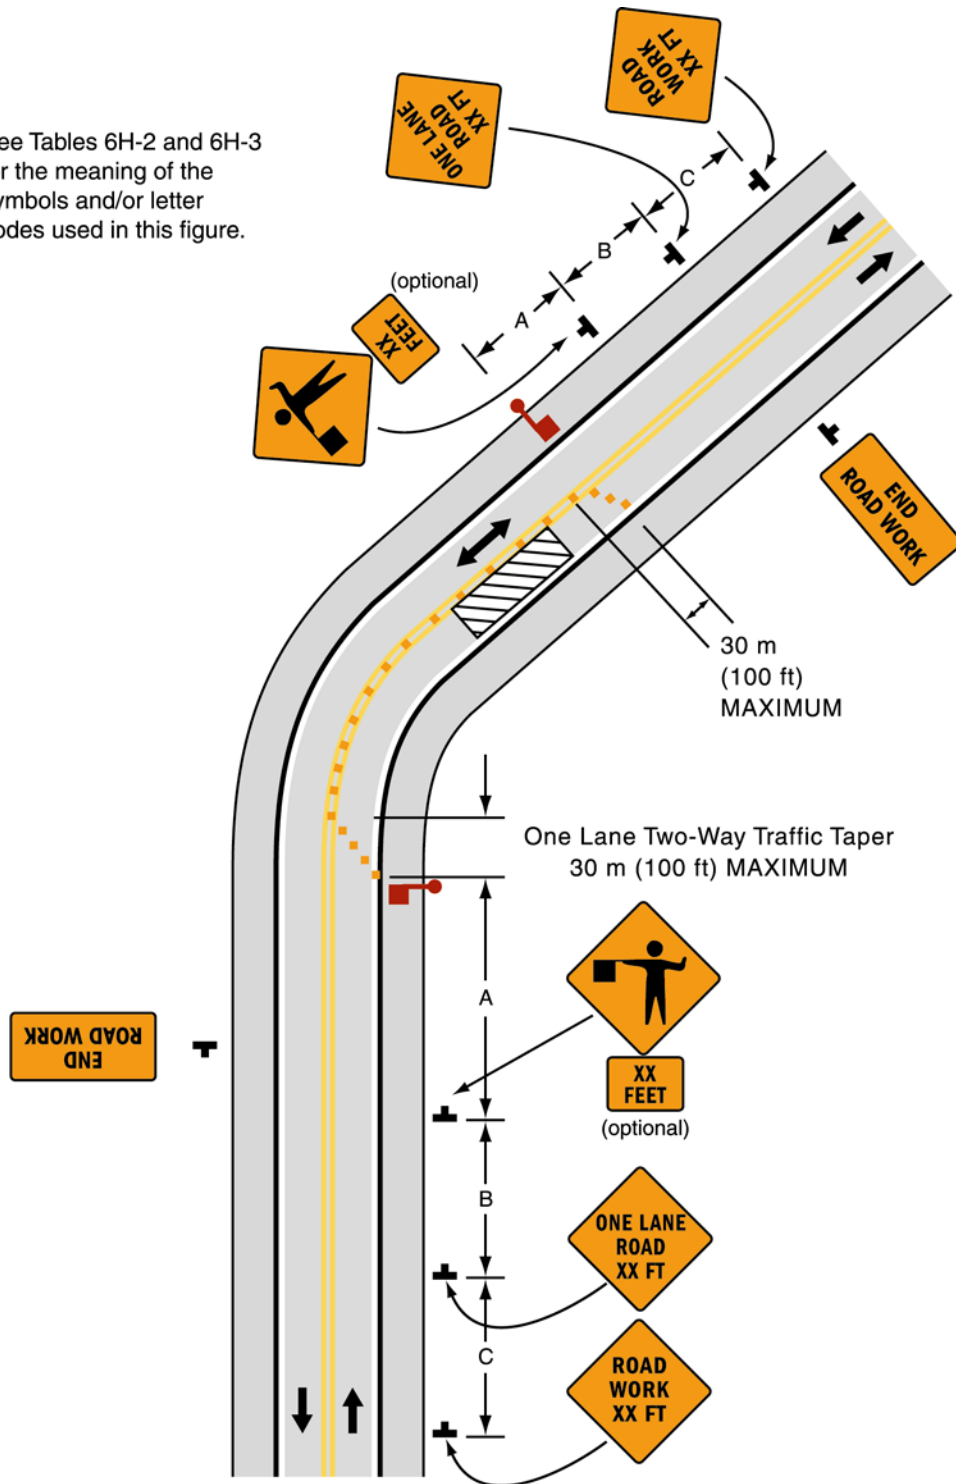 ROAD
WORK
XX FT
ONE LANE
ROAD
XX FT
ee Tables 6H-2 and 6H-3
r the meaning of the
ymbols and/or letter
odes used in this figure.
C
B
(optional)
A
XX
FEET
END
ROAD WORK
30 m
(100 ft)
MAXIMUM
One Lane Two-Way Traffic Taper
30 m (100 ft) MAXIMUM
A
END
ROAD WORK
XX
FEET
(optional)
B
ONE LANE
ROAD
XX FT
C
ROAD
WORK
XX FT